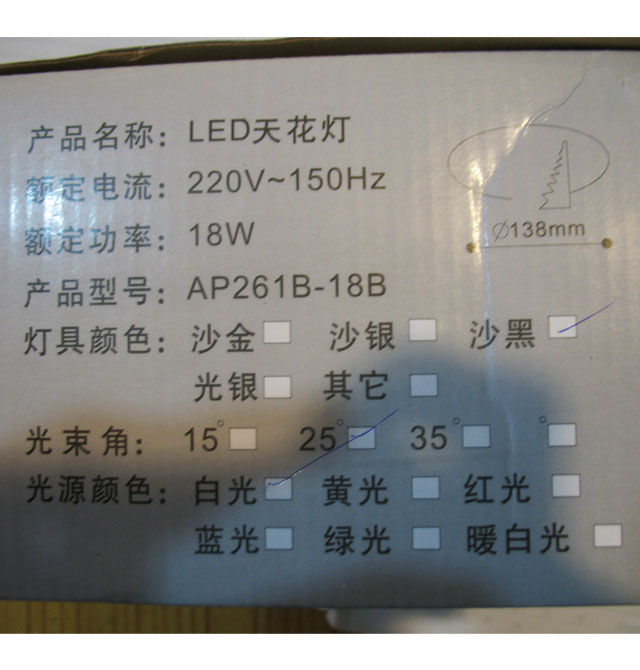 产品名称：LED天花灯
额定电流：220V~150Hz
额定功率：18W
Ø138mm
产品型号：AP261B-18B
灯具颜色：沙金 沙银 沙黑
光银 其它
光束角：15° 25° 35° °
光源颜色：白光 黄光 红光
蓝光 绿光 暖白光